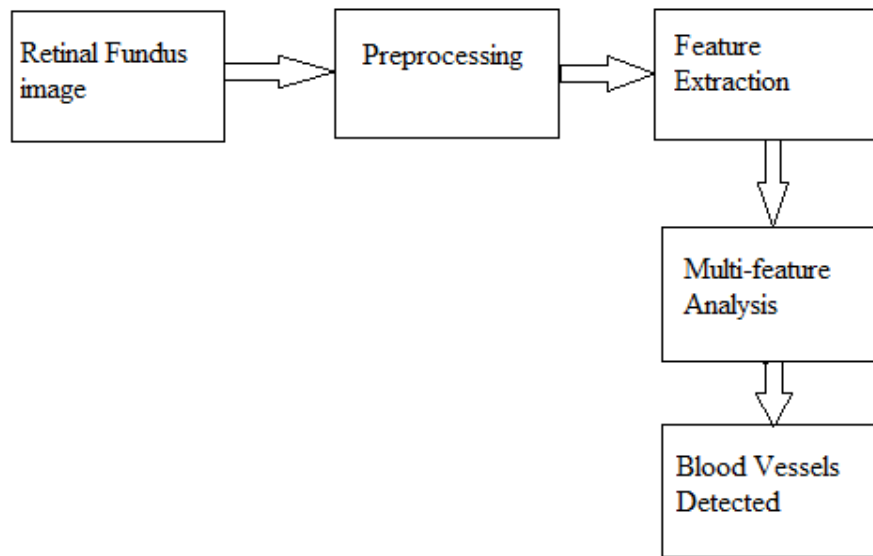 Retinal Fundus
image
Preprocessing
Feature
Extraction
Multi-feature
Analysis
Blood Vessels
Detected